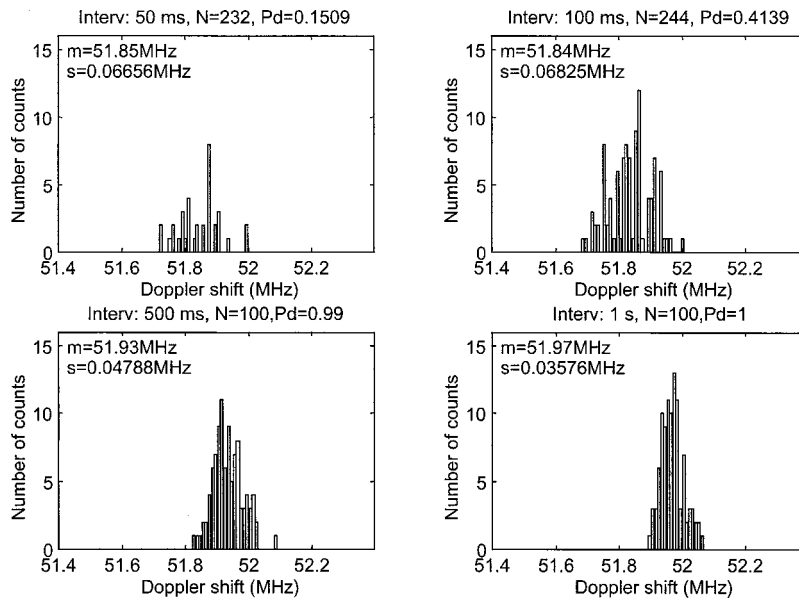 Interv: 50 ms, N=232, Pd=0.1509
m=51.85MHz
s=0.06656MHz
Number of counts
15
10
5
0
51.4 51.6 51.8 52 52.2
Doppler shift (MHz)
Interv: 100 ms, N=244, Pd=0.4139
m=51.84MHz
s=0.06825MHz
Number of counts
15
10
5
0
51.4 51.6 51.8 52 52.2
Doppler shift (MHz)
Interv: 500 ms, N=100,Pd=0.99
m=51.93MHz
s=0.04788MHz
Number of counts
15
10
5
0
51.4 51.6 51.8 52 52.2
Doppler shift (MHz)
Interv: 1 s, N=100,Pd=1
m=51.97MHz
s=0.03576MHz
Number of counts
15
10
5
0
51.4 51.6 51.8 52 52.2
Doppler shift (MHz)